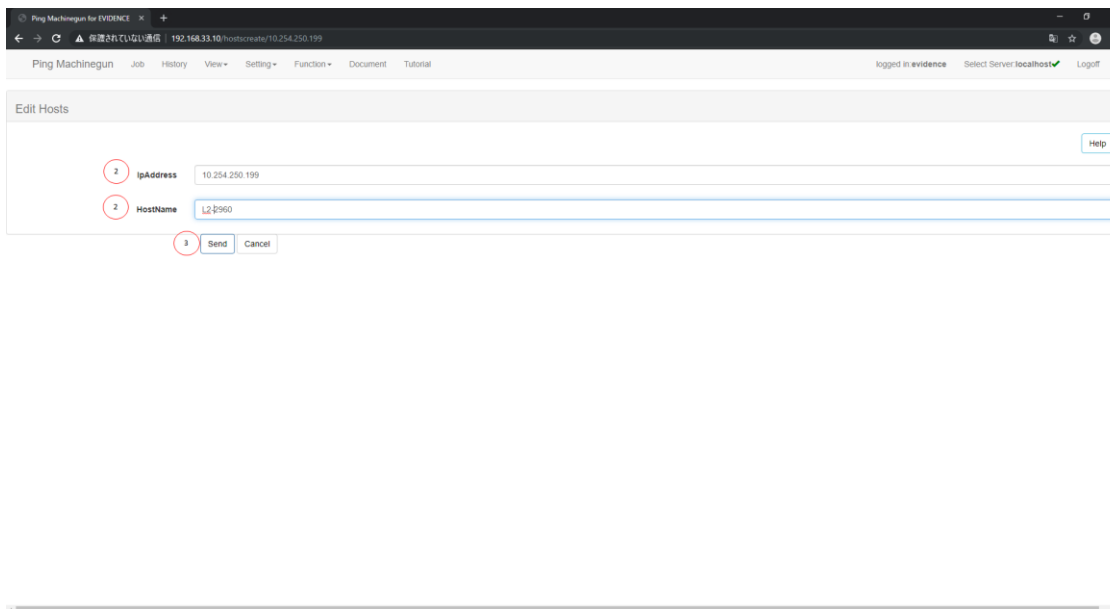 Ping Machinegun for EVIDENCE
保護されていない通信 | 192.168.33.10/hostscreate/10.254.250.199
Ping Machinegun Job History View Setting Function Document Tutorial logged in:evidence Select Server:localhost✔ Logoff
Edit Hosts
Help
2 IpAddress 10.254.250.199
2 HostName L2-2960
3 Send Cancel